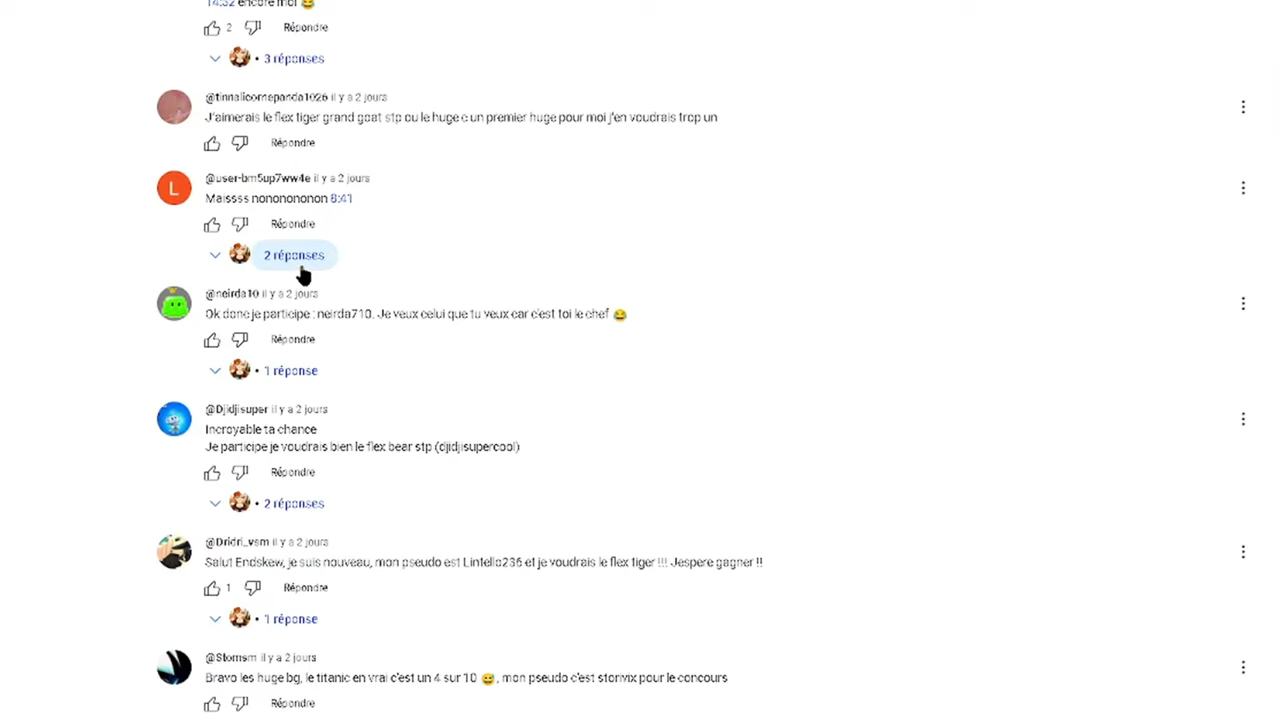 14:32 encore moi 😂
2 Répondre
• 3 réponses
@tinnalicornepanda1026 il y a 2 jours
J'aimerais le flex tiger grand goat stp ou le huge c un premier huge pour moi j'en voudrais trop un
Répondre
L
@user-bm5up7ww4e il y a 2 jours
Maissss nonononono​non 8:41
Répondre
2 réponses
@neirda10 il y a 2 jours
Ok donc je participe : neirda710. Je veux celui que tu veux car c'est toi le chef 😂
Répondre
• 1 réponse
@Djidjisuper il y a 2 jours
Incroyable ta chance
Je participe je voudrais bien le flex bear stp (djidjisupercool)
Répondre
• 2 réponses
@Dridri_vsm il y a 2 jours
Salut Endskew, je suis nouveau, mon pseudo est Lintello236 et je voudrais le flex tiger !!! Jespere gagner !!
1 Répondre
• 1 réponse
@Stomsm il y a 2 jours
Bravo les huge bg, le titanic en vrai c'est un 4 sur 10 😅, mon pseudo c'est storivix pour le concours
Répondre